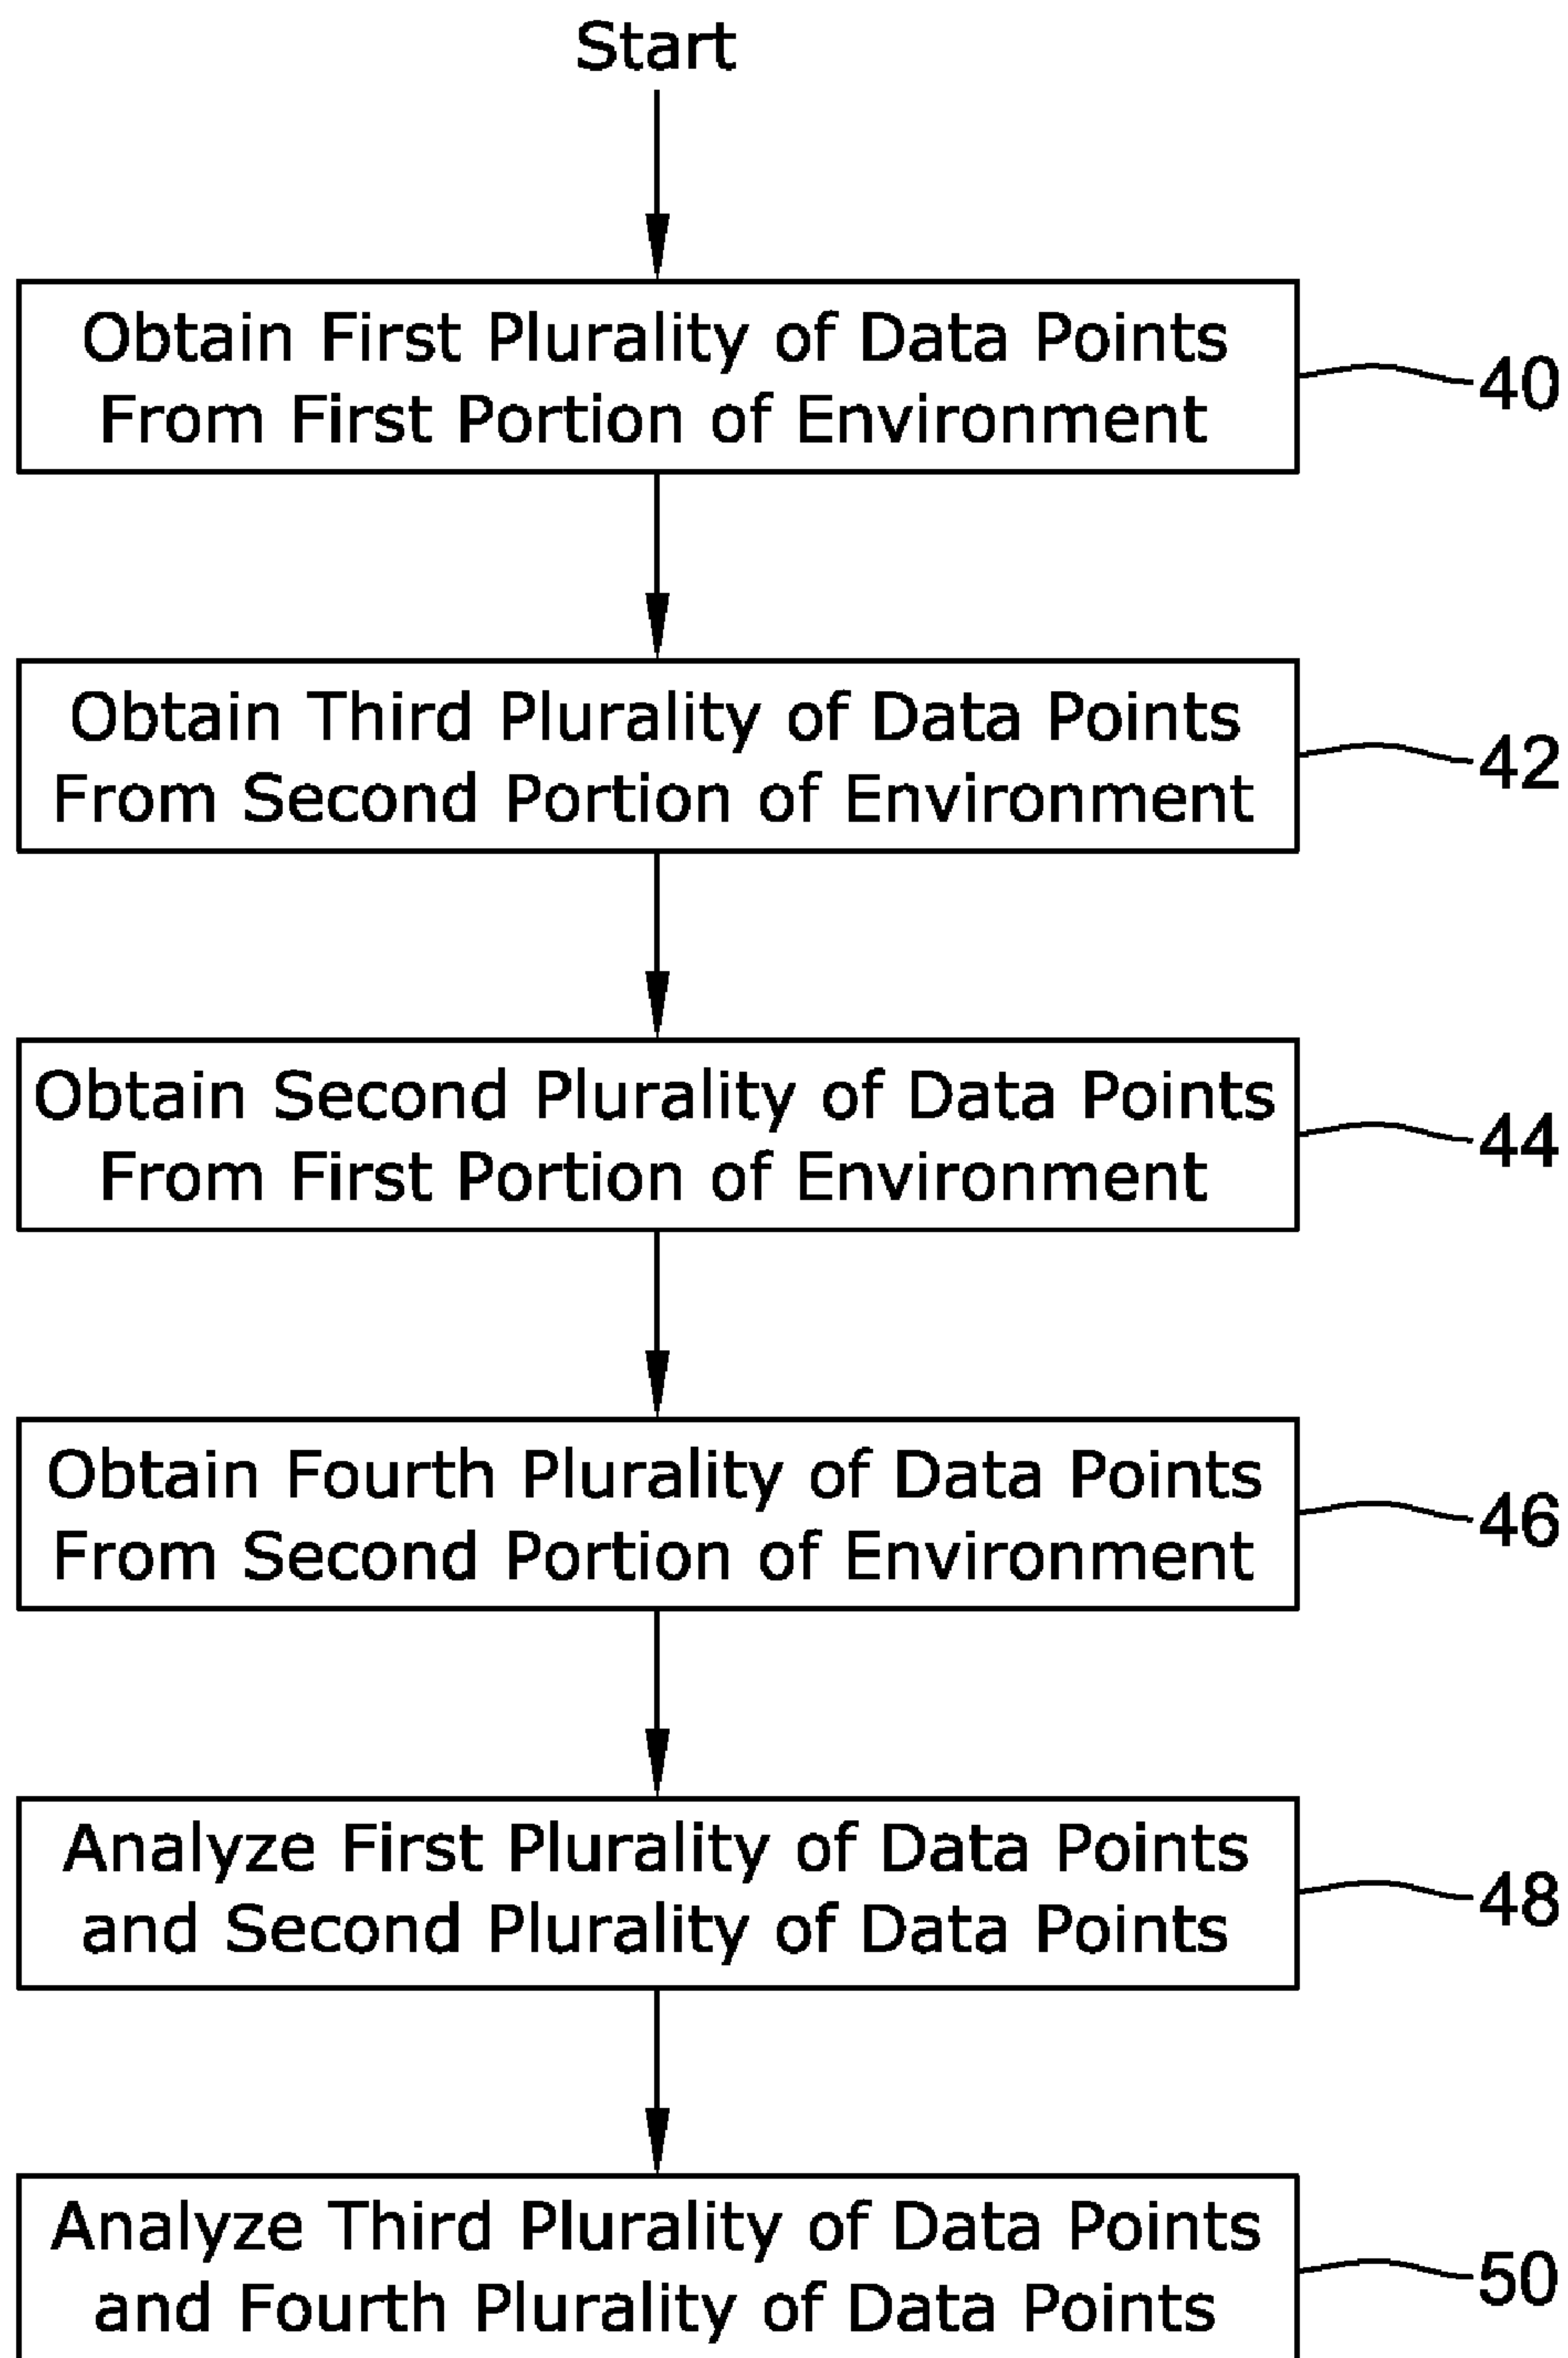 Start
Obtain First Plurality of Data Points
From First Portion of Environment
40
Obtain Third Plurality of Data Points
From Second Portion of Environment
42
Obtain Second Plurality of Data Points
From First Portion of Environment
44
Obtain Fourth Plurality of Data Points
From Second Portion of Environment
46
Analyze First Plurality of Data Points
and Second Plurality of Data Points
48
Analyze Third Plurality of Data Points
and Fourth Plurality of Data Points
50